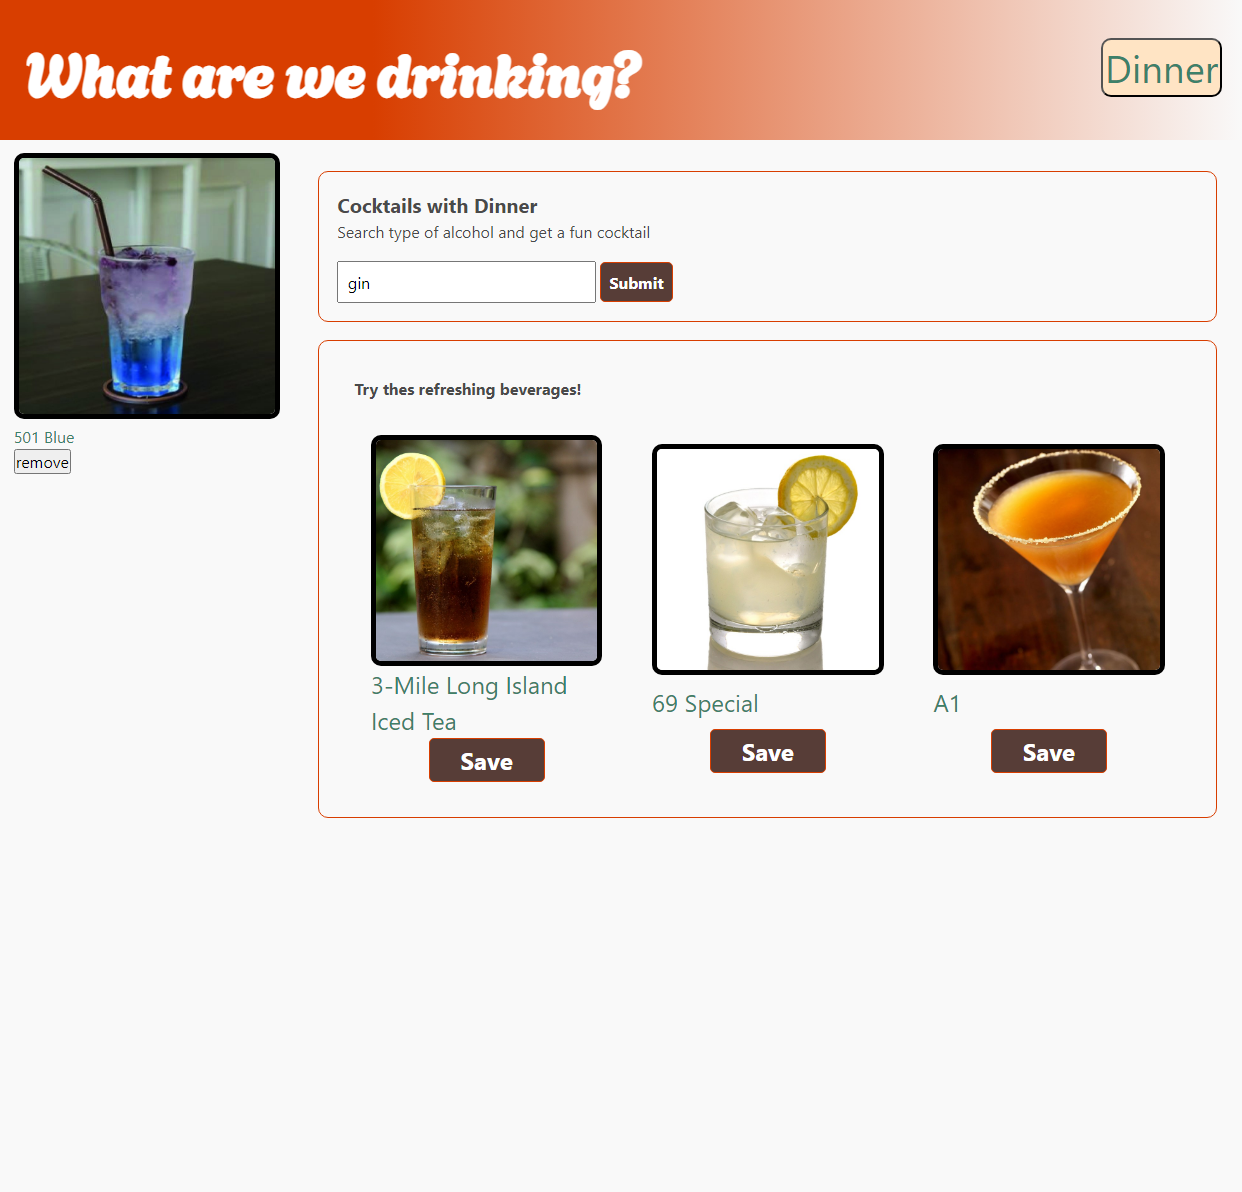 What are we drinking?
Dinner
501 Blue
remove
Cocktails with Dinner
Search type of alcohol and get a fun cocktail
gin
Submit
Try thes refreshing beverages!
3-Mile Long Island
Iced Tea
Save
69 Special
Save
A1
Save